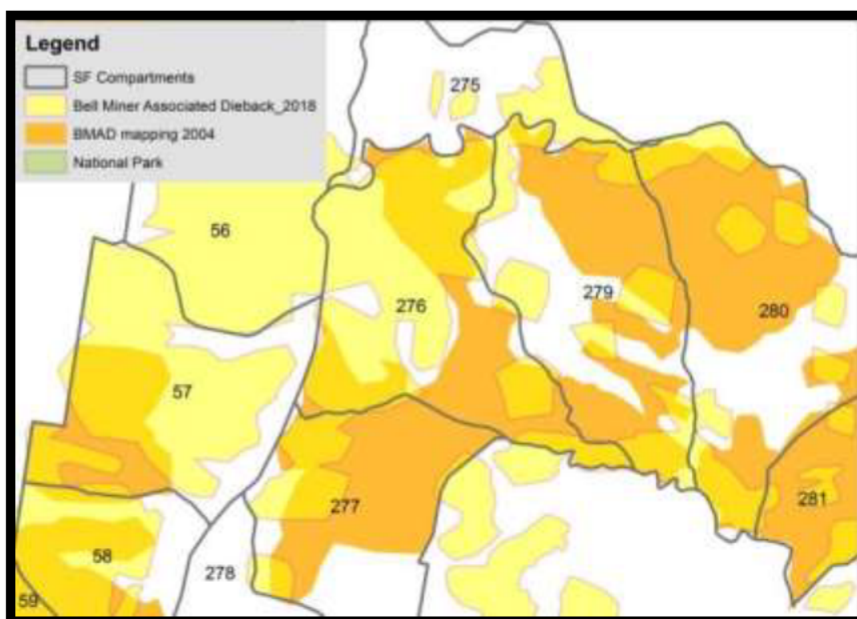 Legend
SF Compartments
Bell Miner Associated Dieback_2018
BMAD mapping 2004
National Park
275
56
276
279
280
57
277
281
58
278
59